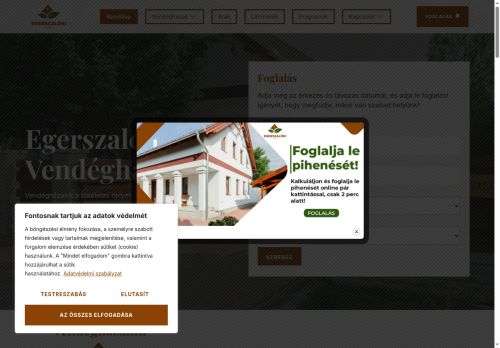 EGERSZALÓKI
Kezdőlap
Vendégházak
Árak
Látnivalók
Programok
Kapcsolat
FOGLALÁS
Foglalás
Adja meg az érkezés és távozás dátumát, és adja le foglalási
igényét, hogy megtudja, mikor van szabad helyünk!
Egerszaló
Vendégh
Vendégházunk a tökéletes helyszín
KERESÉS
EGERSZALÓKI
Foglalja le
pihenését!
Kalkuláljon és foglalja le
pihenését online pár
kattintással, csak 2 perc
alatt!
FOGLALÁS
Fontosnak tartjuk az adatok védelmét
A böngészési élmény fokozása, a személyre szabott
hirdetések vagy tartalmak megjelenítése, valamint a
forgalom elemzése érdekében sütiket (cookie)
használunk. A "Mindet elfogadom" gombra kattintva
hozzájárulhat a sütik
használatához. Adatvédelmi szabályzat
TESTRESZABÁS
ELUTASÍT
AZ ÖSSZES ELFOGADÁSA